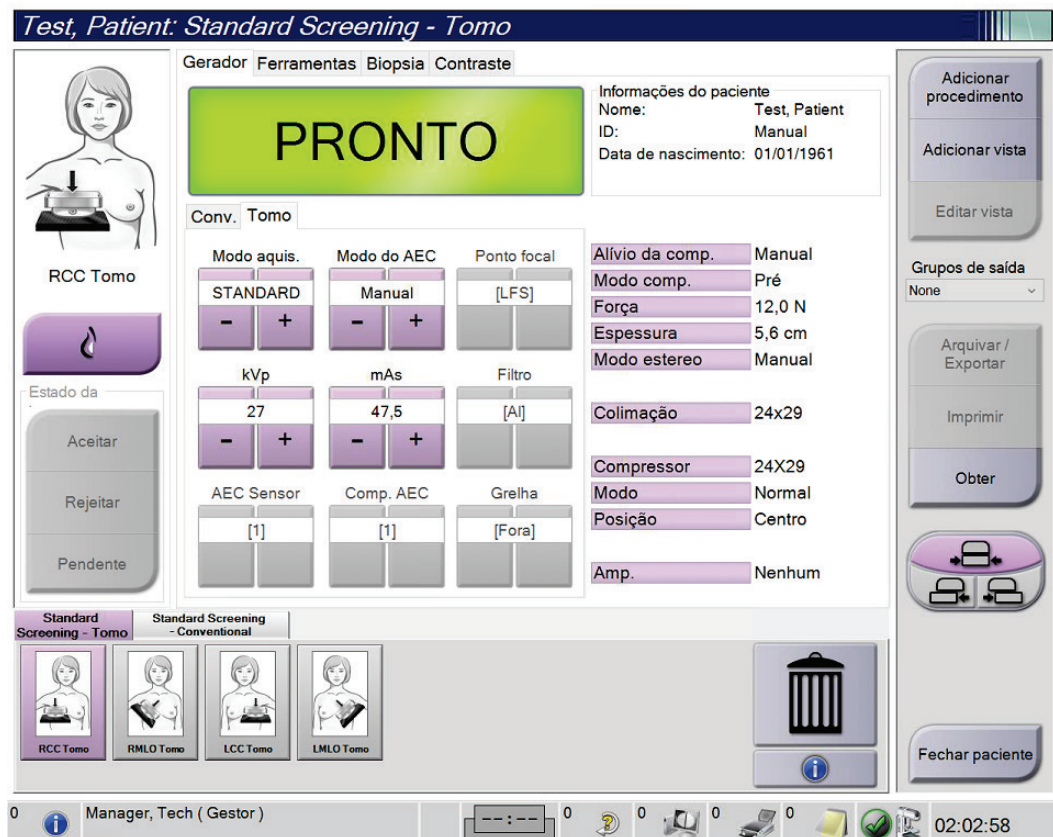 Test, Patient: Standard Screening - Tomo
Gerador Ferramentas Biopsia Contraste
PRONTO
Informações do paciente
Nome: Test, Patient
ID: Manual
Data de nascimento: 01/01/1961
RCC Tomo
Estado da
Aceitar
Rejeitar
Pendente
Conv. Tomo
Modo aquis. Modo do AEC Ponto focal
STANDARD Manual [LFS]
- + - +
kVp mAs Filtro
27 47,5 [Al]
- + - +
AEC Sensor Comp. AEC Grelha
[1] [1] [Fora]
Alívio da comp. Manual
Modo comp. Pré
Força 12,0 N
Espessura 5,6 cm
Modo estereo Manual
Colimação 24x29
Compressor 24X29
Modo Normal
Posição Centro
Amp. Nenhum
Adicionar
procedimento
Adicionar vista
Editar vista
Grupos de saída
None
Arquivar /
Exportar
Imprimir
Obter
Fechar paciente
Standard
Screening - Tomo
Standard Screening
- Conventional
RCC Tomo RMLO Tomo LCC Tomo LMLO Tomo
0 Manager, Tech ( Gestor ) --:-- 0 0 0 0 02:02:58